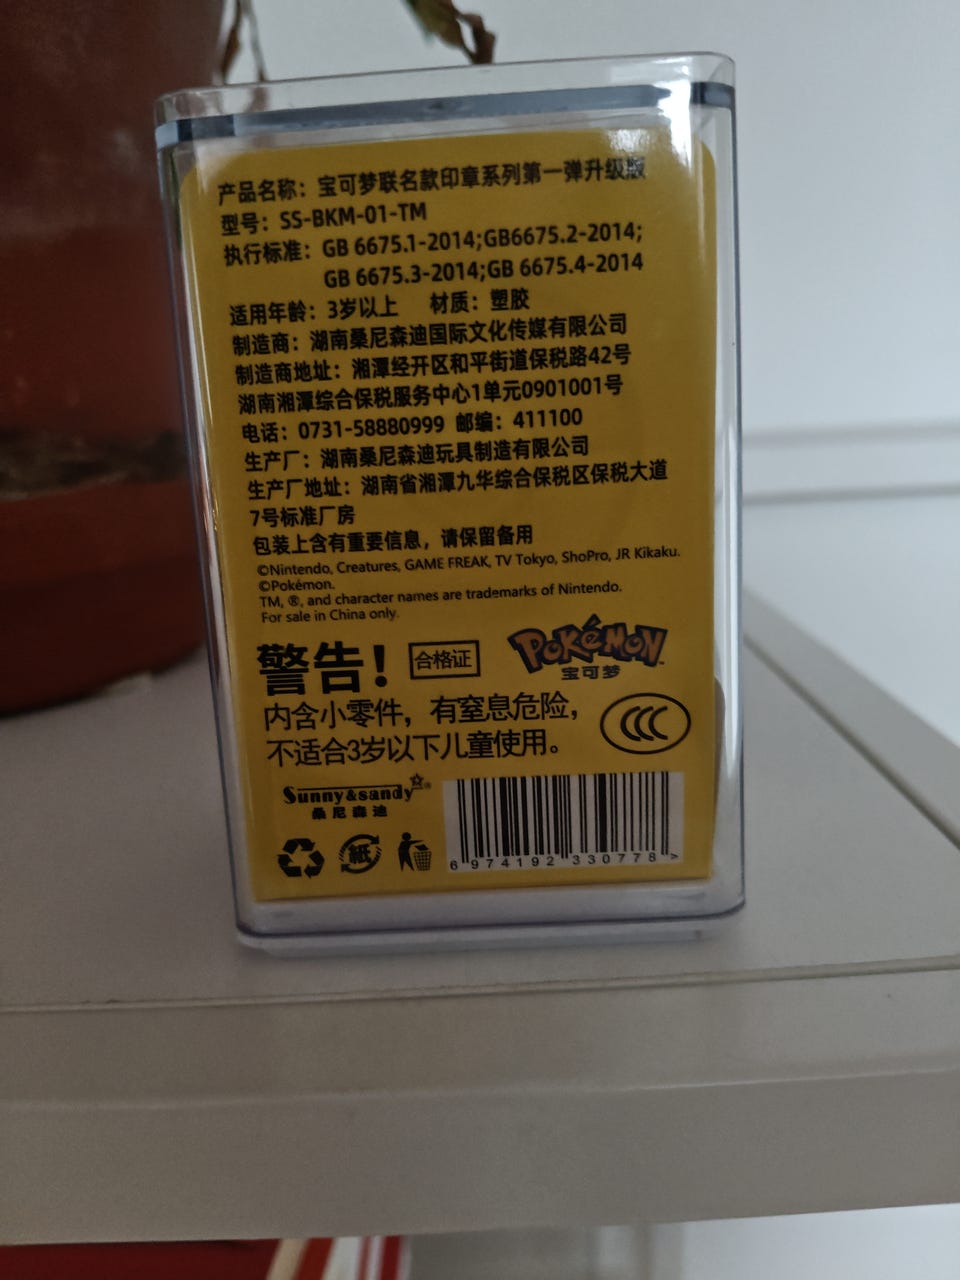 产品名称：宝可梦联名款印章系列第一弹升级版
型号：SS-BKM-01-TM
执行标准：GB 6675.1-2014;GB6675.2-2014;
GB 6675.3-2014;GB 6675.4-2014
适用年龄：3岁以上 材质：塑胶
制造商：湖南桑尼森迪国际文化传媒有限公司
制造商地址：湘潭经开区和平街道保税路42号
湖南湘潭综合保税服务中心1单元0901001号
电话：0731-58880999 邮编：411100
生产厂：湖南桑尼森迪玩具制造有限公司
生产厂地址：湖南省湘潭九华综合保税区保税大道
7号标准厂房
包装上含有重要信息，请保留备用
©Nintendo, Creatures, GAME FREAK, TV Tokyo, ShoPro, JR Kikaku.
©Pokémon.
TM, ®, and character names are trademarks of Nintendo.
For sale in China only.
警告！ 合格证 POKéMON
宝可梦
内含小零件，有窒息危险，
不适合3岁以下儿童使用。
CCC
Sunny&sandy®
桑尼森迪
紙
6 974192 330778 >